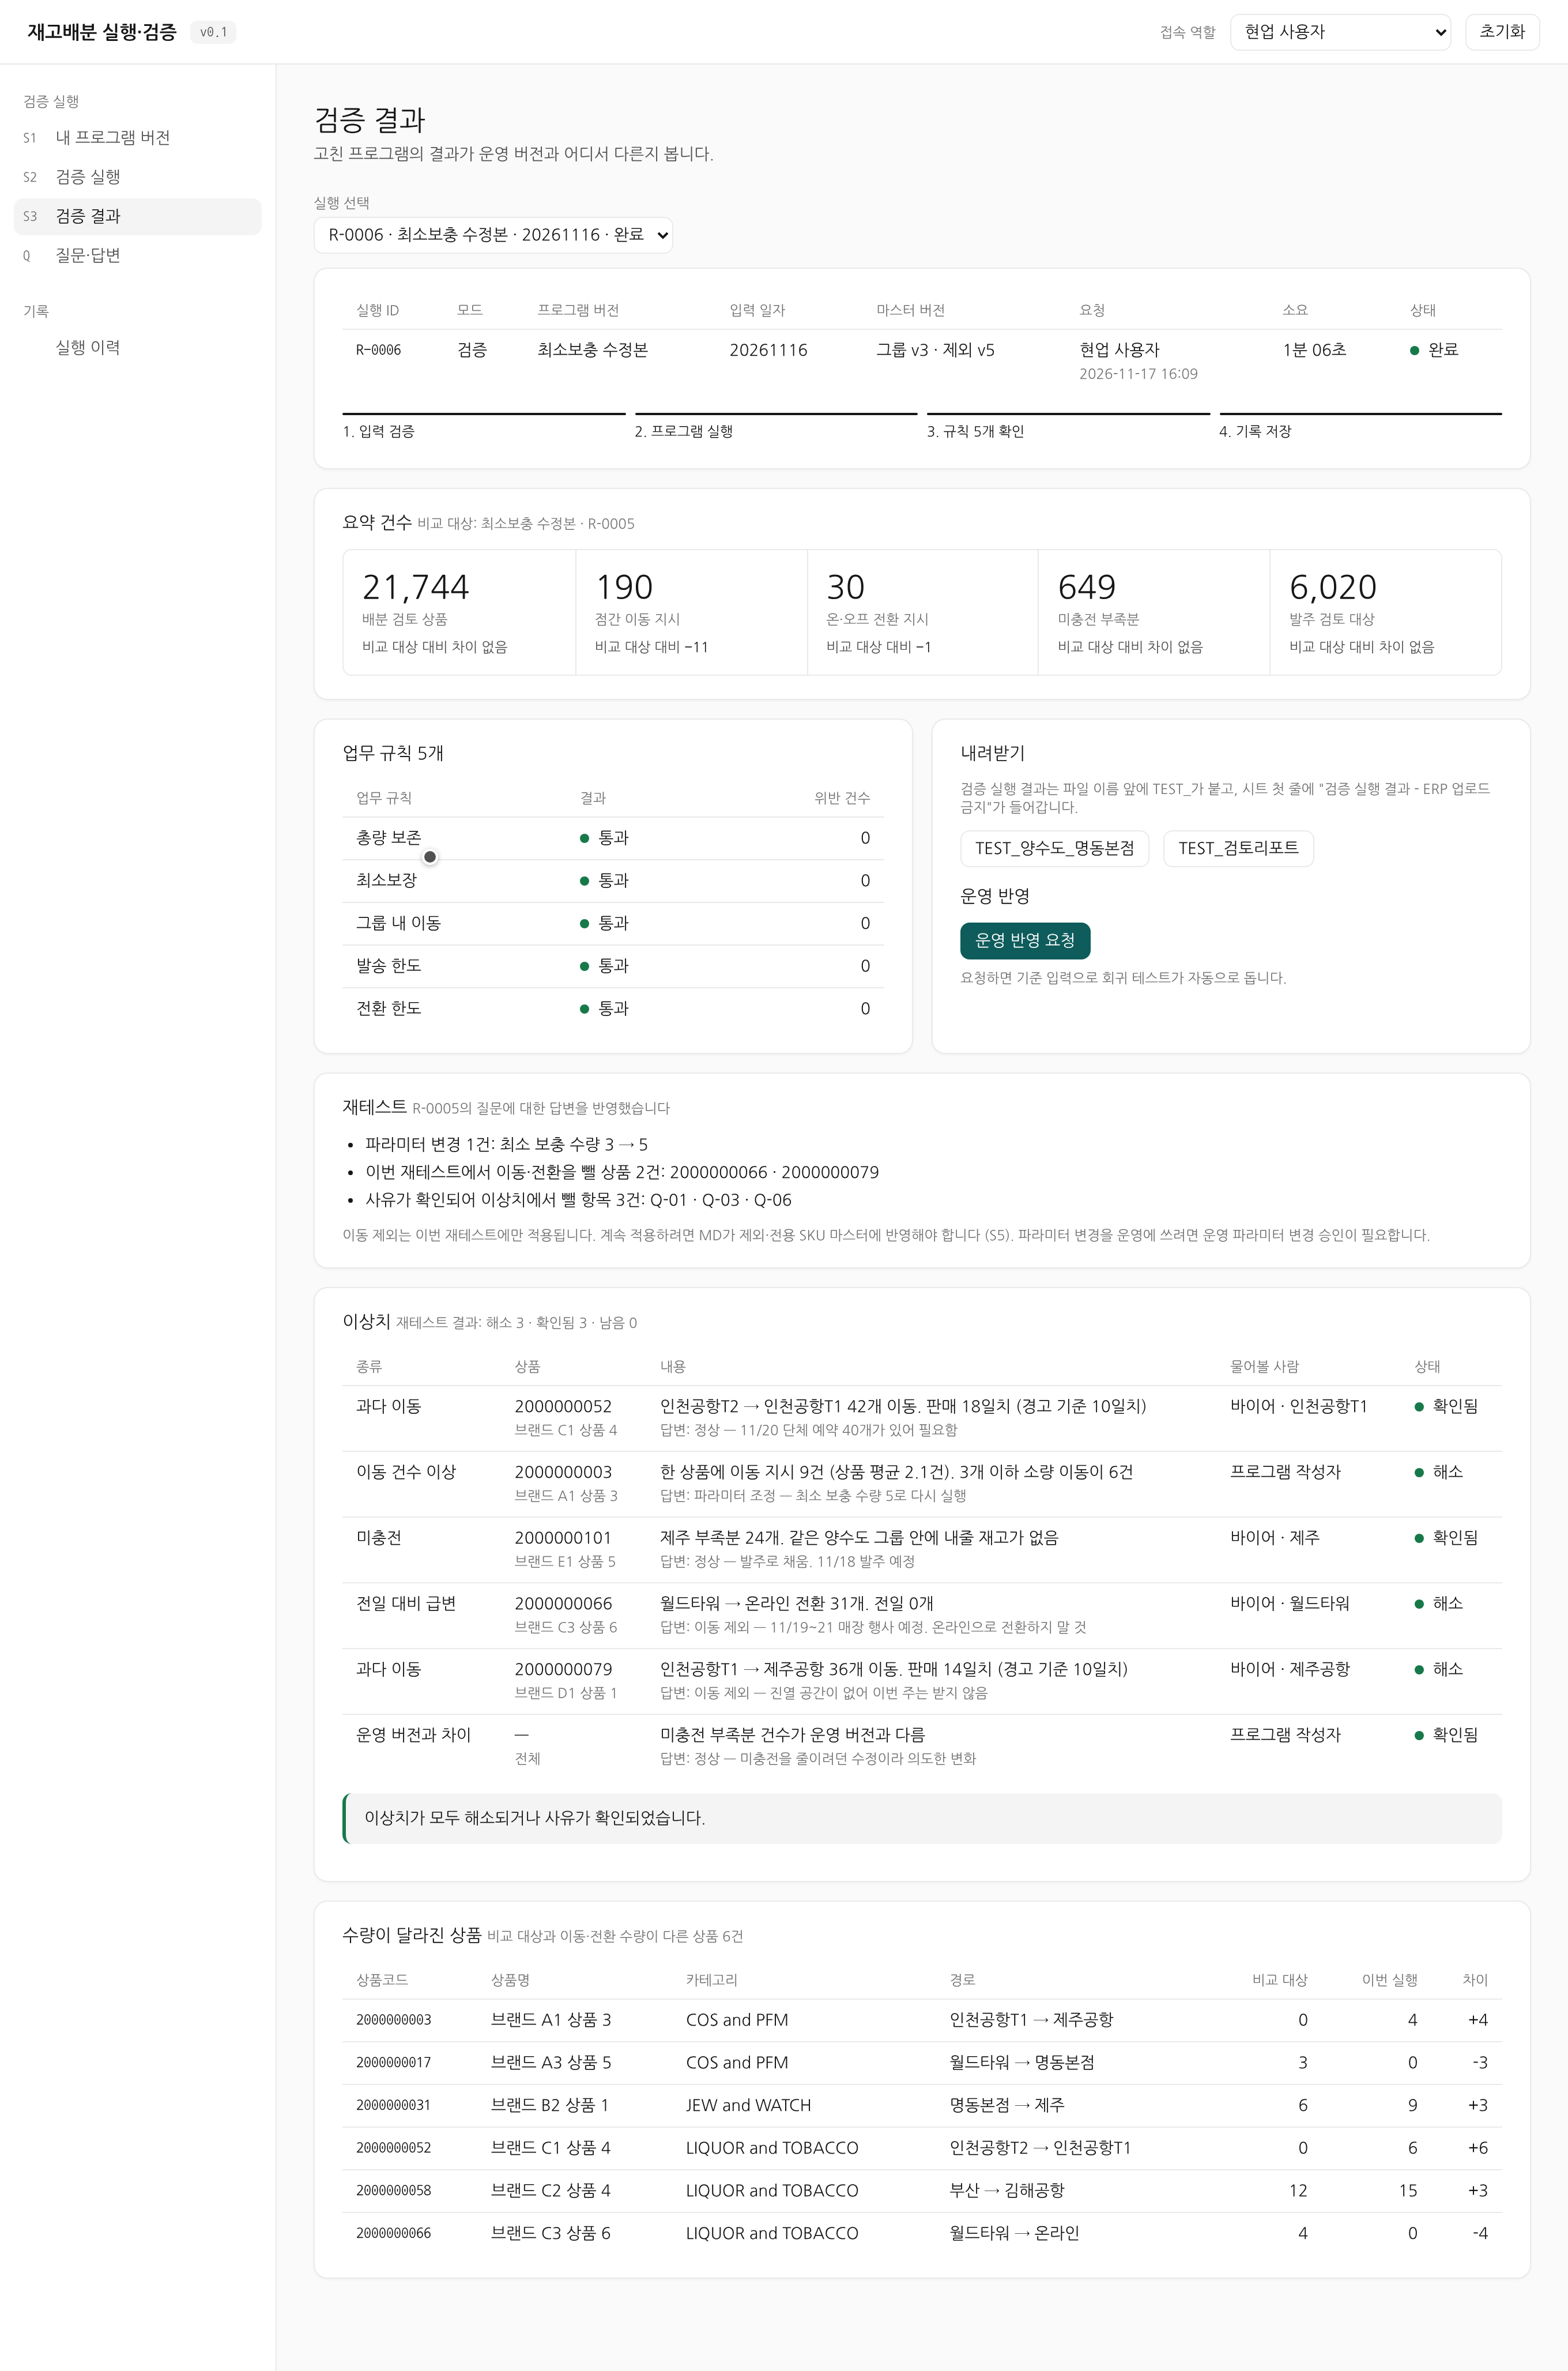 재고배분 실행·검증 v0.1 접속 역할 현업 사용자 초기화
검증 실행
S1 내 프로그램 버전
S2 검증 실행
S3 검증 결과
Q 질문·답변
기록
실행 이력
검증 결과
고친 프로그램의 결과가 운영 버전과 어디서 다른지 봅니다.
실행 선택
R-0006 · 최소보충 수정본 · 20261116 · 완료
실행 ID 모드 프로그램 버전 입력 일자 마스터 버전 요청 소요 상태
R-0006 검증 최소보충 수정본 20261116 그룹 v3 · 제외 v5 현업 사용자 1분 06초 완료
2026-11-17 16:09
1. 입력 검증 2. 프로그램 실행 3. 규칙 5개 확인 4. 기록 저장
요약 건수 비교 대상: 최소보충 수정본 · R-0005
21,744 190 30 649 6,020
배분 검토 상품 점간 이동 지시 온·오프 전환 지시 미충전 부족분 발주 검토 대상
비교 대상 대비 차이 없음 비교 대상 대비 −11 비교 대상 대비 −1 비교 대상 대비 차이 없음 비교 대상 대비 차이 없음
업무 규칙 5개
업무 규칙 결과 위반 건수
총량 보존 통과 0
최소보장 통과 0
그룹 내 이동 통과 0
발송 한도 통과 0
전환 한도 통과 0
내려받기
검증 실행 결과는 파일 이름 앞에 TEST_가 붙고, 시트 첫 줄에 "검증 실행 결과 - ERP 업로드
금지"가 들어갑니다.
TEST_양수도_명동본점 TEST_검토리포트
운영 반영
운영 반영 요청
요청하면 기준 입력으로 회귀 테스트가 자동으로 돕니다.
재테스트 R-0005의 질문에 대한 답변을 반영했습니다
• 파라미터 변경 1건: 최소 보충 수량 3 → 5
• 이번 재테스트에서 이동·전환을 뺄 상품 2건: 2000000066 · 2000000079
• 사유가 확인되어 이상치에서 뺄 항목 3건: Q-01 · Q-03 · Q-06
이동 제외는 이번 재테스트에만 적용됩니다. 계속 적용하려면 MD가 제외·전용 SKU 마스터에 반영해야 합니다 (S5). 파라미터 변경을 운영에 쓰려면 운영 파라미터 변경 승인이 필요합니다.
이상치 재테스트 결과: 해소 3 · 확인됨 3 · 남음 0
종류 상품 내용 물어볼 사람 상태
과다 이동 2000000052 인천공항T2 → 인천공항T1 42개 이동. 판매 18일치 (경고 기준 10일치) 바이어 · 인천공항T1 확인됨
브랜드 C1 상품 4 답변: 정상 — 11/20 단체 예약 40개가 있어 필요함
이동 건수 이상 2000000003 한 상품에 이동 지시 9건 (상품 평균 2.1건). 3개 이하 소량 이동이 6건 프로그램 작성자 해소
브랜드 A1 상품 3 답변: 파라미터 조정 — 최소 보충 수량 5로 다시 실행
미충전 2000000101 제주 부족분 24개. 같은 양수도 그룹 안에 내줄 재고가 없음 바이어 · 제주 확인됨
브랜드 E1 상품 5 답변: 정상 — 발주로 채움. 11/18 발주 예정
전일 대비 급변 2000000066 월드타워 → 온라인 전환 31개. 전일 0개 바이어 · 월드타워 해소
브랜드 C3 상품 6 답변: 이동 제외 — 11/19~21 매장 행사 예정. 온라인으로 전환하지 말 것
과다 이동 2000000079 인천공항T1 → 제주공항 36개 이동. 판매 14일치 (경고 기준 10일치) 바이어 · 제주공항 해소
브랜드 D1 상품 1 답변: 이동 제외 — 진열 공간이 없어 이번 주는 받지 않음
운영 버전과 차이 — 미충전 부족분 건수가 운영 버전과 다름 프로그램 작성자 확인됨
전체 답변: 정상 — 미충전을 줄이려던 수정이라 의도한 변화
이상치가 모두 해소되거나 사유가 확인되었습니다.
수량이 달라진 상품 비교 대상과 이동·전환 수량이 다른 상품 6건
상품코드 상품명 카테고리 경로 비교 대상 이번 실행 차이
2000000003 브랜드 A1 상품 3 COS and PFM 인천공항T1 → 제주공항 0 4 +4
2000000017 브랜드 A3 상품 5 COS and PFM 월드타워 → 명동본점 3 0 -3
2000000031 브랜드 B2 상품 1 JEW and WATCH 명동본점 → 제주 6 9 +3
2000000052 브랜드 C1 상품 4 LIQUOR and TOBACCO 인천공항T2 → 인천공항T1 0 6 +6
2000000058 브랜드 C2 상품 4 LIQUOR and TOBACCO 부산 → 김해공항 12 15 +3
2000000066 브랜드 C3 상품 6 LIQUOR and TOBACCO 월드타워 → 온라인 4 0 -4